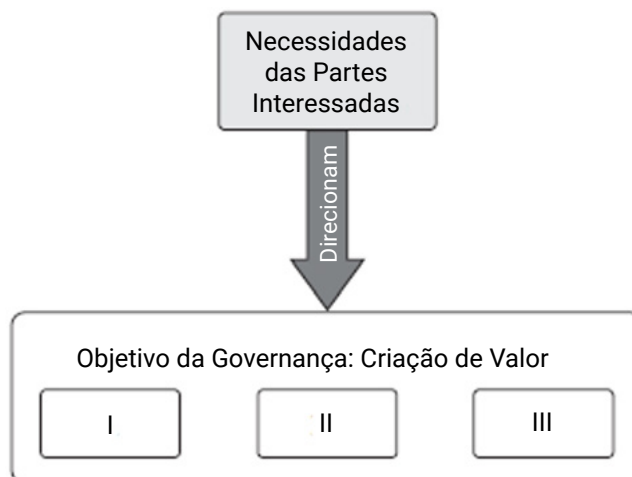 Necessidades
das Partes
Interessadas
Direcionam
Objetivo da Governança: Criação de Valor
I
II
III